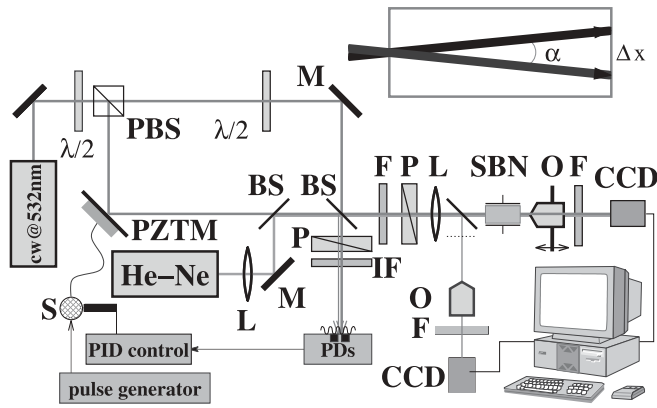 α
Δx
M
PBS
λ/2
λ/2
cw@532nm
BS
BS
F
P
L
SBN
O
F
CCD
PZTM
P
IF
He–Ne
L
M
S
O
F
PID control
PDs
CCD
pulse generator